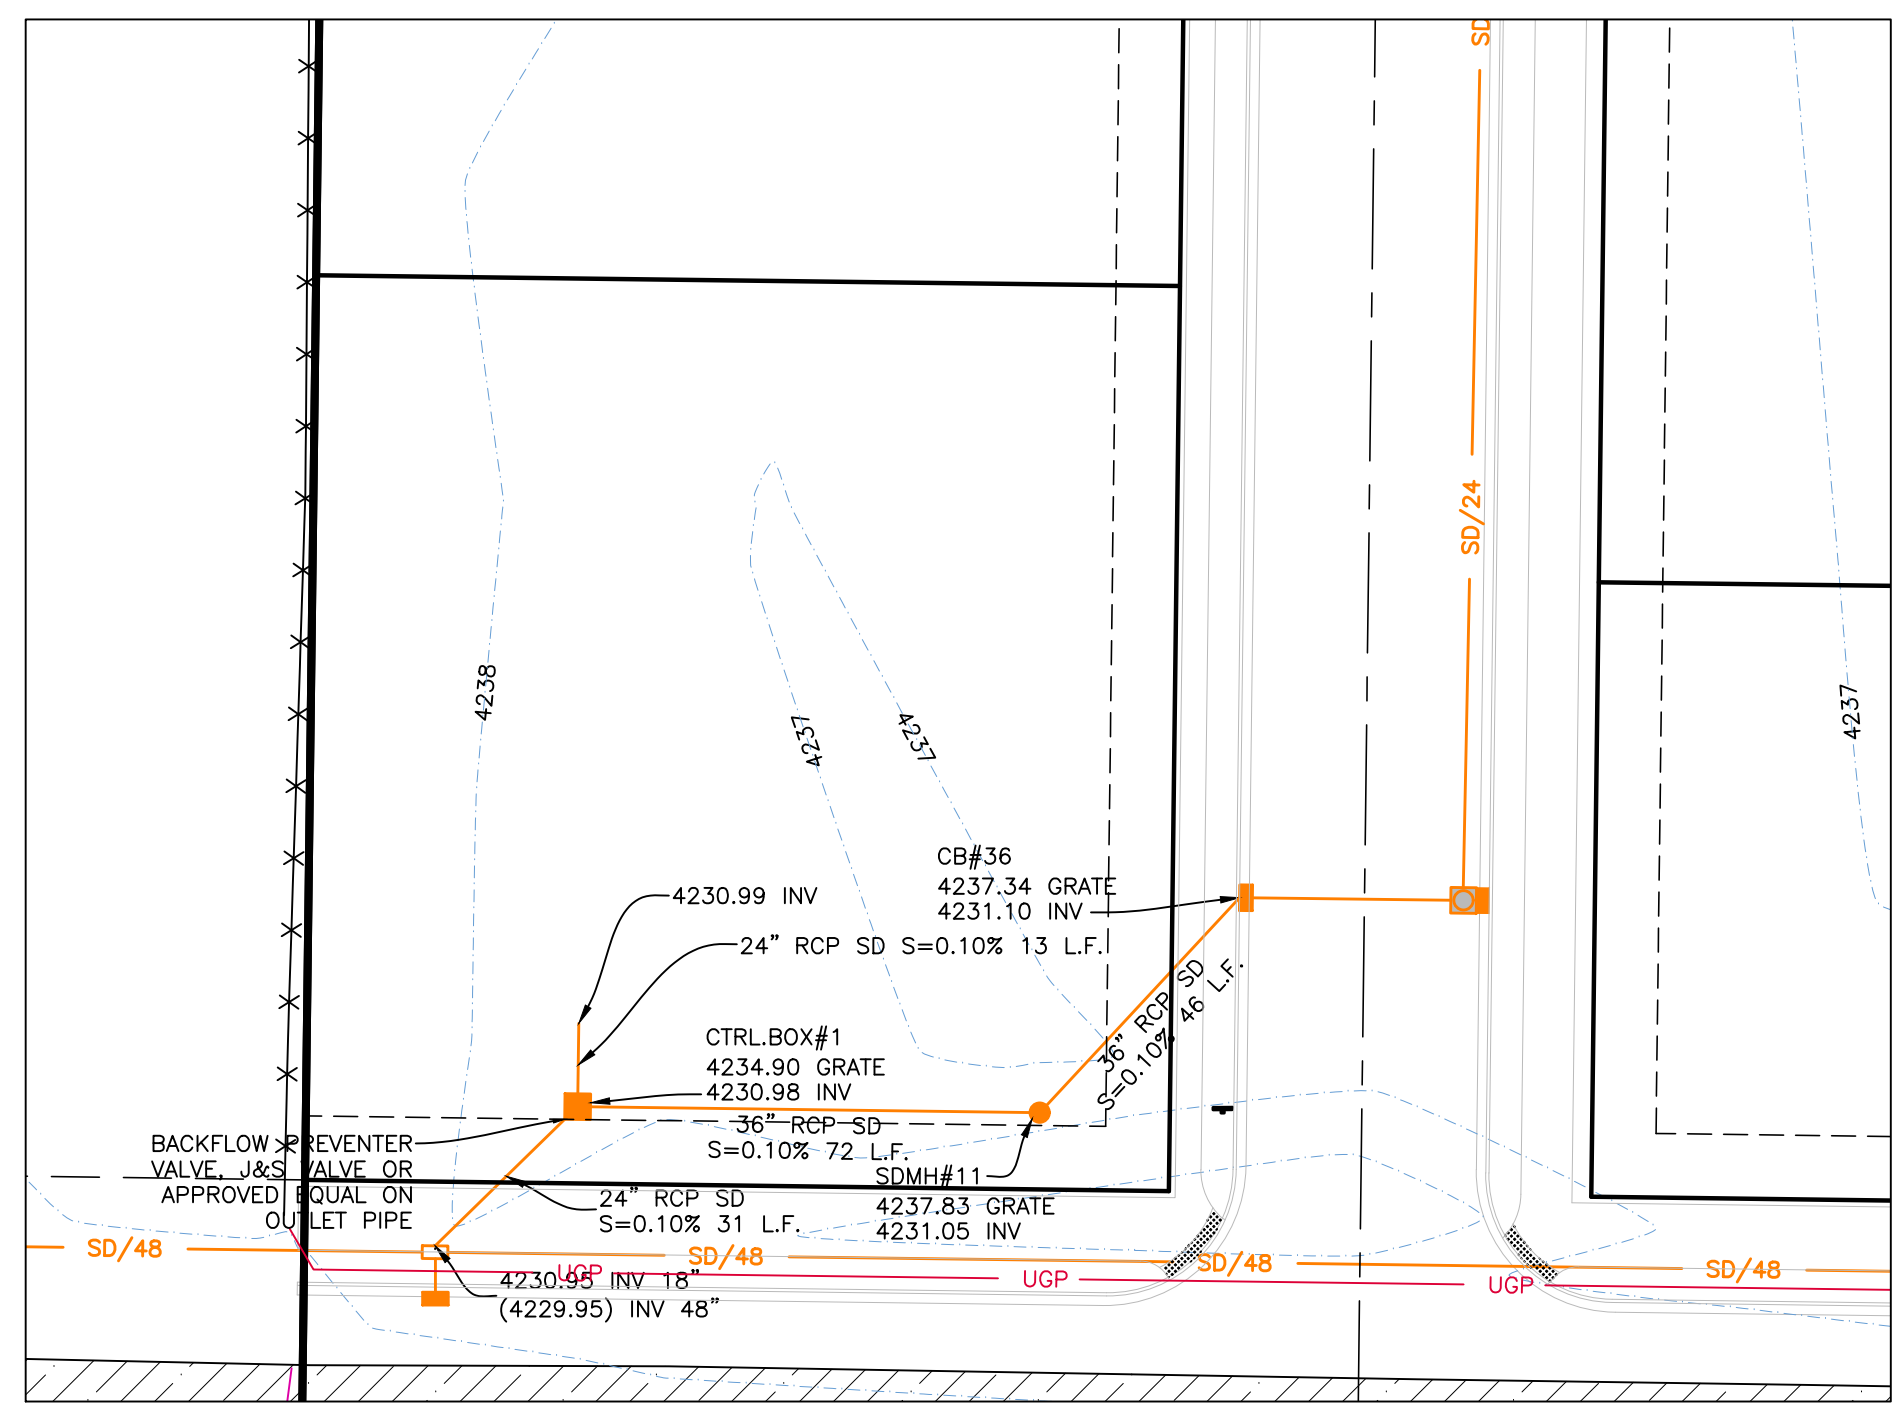 SD
SD/24
4238
4237
4237
4237
CB#36
4237.34 GRATE
4231.10 INV
4230.99 INV
24" RCP SD S=0.10% 13 L.F.
36" RCP SD
S=0.10% 46 L.F.
CTRL.BOX#1
4234.90 GRATE
4230.98 INV
36" RCP SD
S=0.10% 72 L.F.
BACKFLOW PREVENTER
VALVE, J&S VALVE OR
APPROVED EQUAL ON
OUTLET PIPE
SDMH#11
4237.83 GRATE
4231.05 INV
24" RCP SD
S=0.10% 31 L.F.
SD/48
SD/48
SD/48
SD/48
UGP
UGP
UGP
4230.95 INV 18"
(4229.95) INV 48"